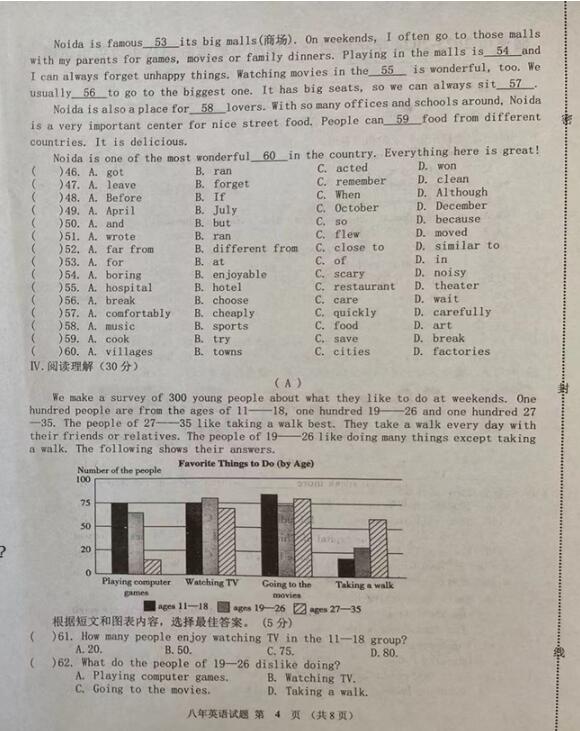 Noida is famous 53 its big malls(商场). On weekends, I often go to those malls
with my parents for games, movies or family dinners. Playing in the malls is 54 and
I can always forget unhappy things. Watching movies in the 55 is wonderful, too. We
usually 56 to go to the biggest one. It has big seats, so we can always sit 57 .
Noida is also a place for 58 lovers. With so many offices and schools around, Noida
is a very important center for nice street food. People can 59 food from different
countries. It is delicious.
Noida is one of the most wonderful 60 in the country. Everything here is great!
( )46. A. got B. ran C. acted D. won
( )47. A. leave B. forget C. remember D. clean
( )48. A. Before B. If C. When D. Although
( )49. A. April B. July C. October D. December
( )50. A. and B. but C. so D. because
( )51. A. wrote B. ran C. flew D. moved
( )52. A. far from B. different from C. close to D. similar to
( )53. A. for B. at C. of D. in
( )54. A. boring B. enjoyable C. scary D. noisy
( )55. A. hospital B. hotel C. restaurant D. theater
( )56. A. break B. choose C. care D. wait
( )57. A. comfortably B. cheaply C. quickly D. carefully
( )58. A. music B. sports C. food D. art
( )59. A. cook B. try C. save D. break
( )60. A. villages B. towns C. cities D. factories
Ⅳ. 阅读理解 (30 分)
( A )
We make a survey of 300 young people about what they like to do at weekends. One
hundred people are from the ages of 11—18, one hundred 19—26 and one hundred 27
—35. The people of 27—35 like taking a walk best. They take a walk every day with
their friends or relatives. The people of 19—26 like doing many things except taking
a walk. The following shows their answers.
Favorite Things to Do (by Age)
Number of the people
100
75
50
20
0
Playing computer games Watching TV Going to the movies Taking a walk
ages 11—18 ages 19—26 ages 27—35
根据短文和图表内容，选择最佳答案。 (5 分)
( )61. How many people enjoy watching TV in the 11—18 group?
A. 20. B. 50. C. 75. D. 80.
( )62. What do the people of 19—26 dislike doing?
A. Playing computer games. B. Watching TV.
C. Going to the movies. D. Taking a walk.
八年英语试题 第 4 页 (共 8 页)
密
封
线